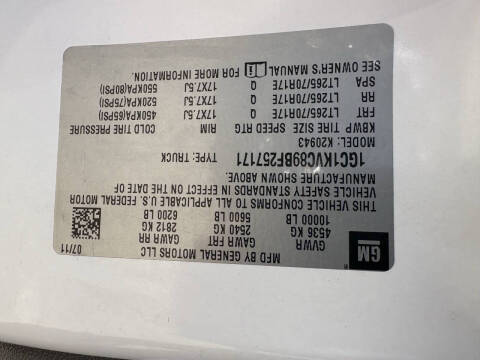 GM
MFD BY GENERAL MOTORS LLC
07/11
GVWR GAWR FRT GAWR RR
4536 KG 2540 KG 2812 KG
10000 LB 5600 LB 6200 LB
THIS VEHICLE CONFORMS TO ALL APPLICABLE U.S. FEDERAL MOTOR
VEHICLE SAFETY STANDARDS IN EFFECT ON THE DATE OF
MANUFACTURE SHOWN ABOVE.
1GC1KVC89BF257171 TYPE: TRUCK
MODEL: K20943
KBWP TIRE SIZE SPEED RTG RIM COLD TIRE PRESSURE
FRT LT265/70R17E Q 17X7.5J 450KPA(65PSI)
RR LT265/70R17E Q 17X7.5J 520KPA(75PSI)
SPA LT265/70R17E Q 17X7.5J 550KPA(80PSI)
SEE OWNER'S MANUAL FOR MORE INFORMATION.